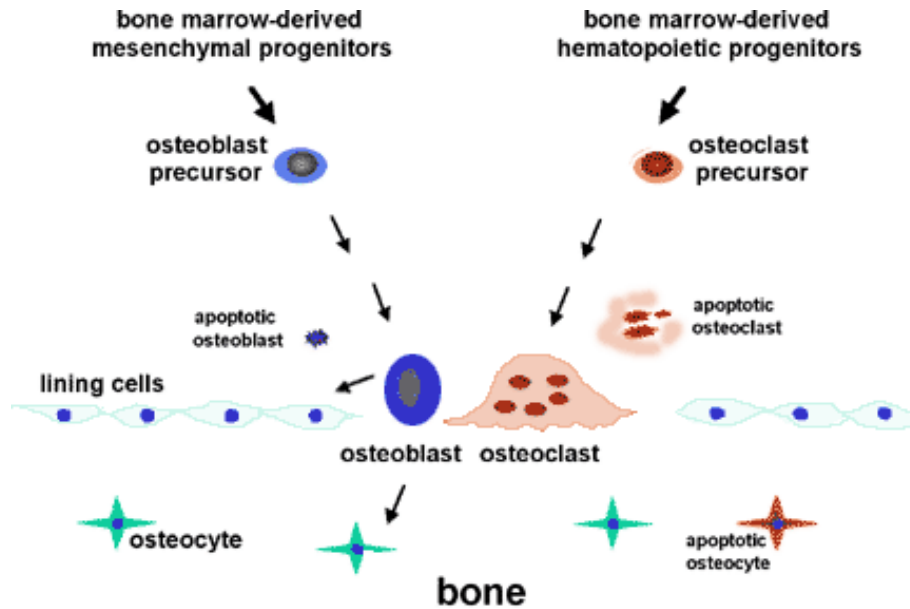 bone marrow-derived
mesenchymal progenitors
bone marrow-derived
hematopoietic progenitors
osteoblast
precursor
osteoclast
precursor
apoptotic
osteoblast
apoptotic
osteoclast
lining cells
osteoblast
osteoclast
osteocyte
apoptotic
osteocyte
bone